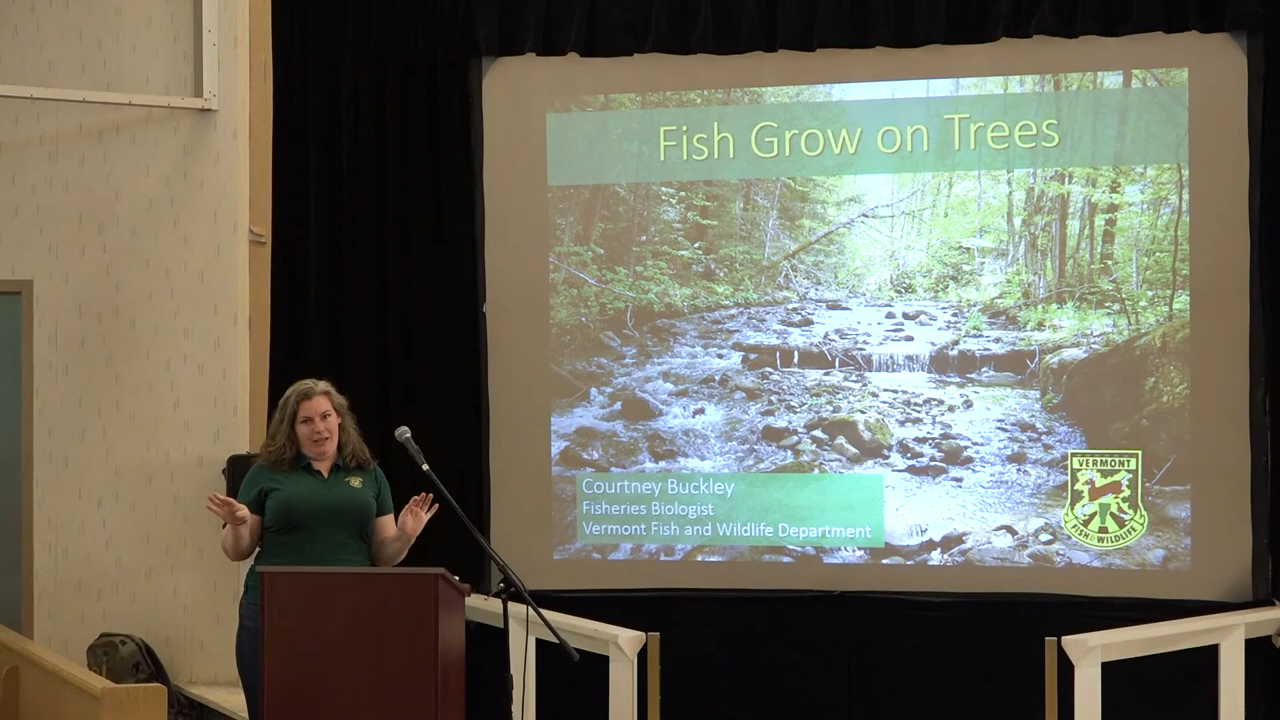 Fish Grow on Trees
Courtney Buckley
Fisheries Biologist
Vermont Fish and Wildlife Department
VERMONT
FISH & WILDLIFE